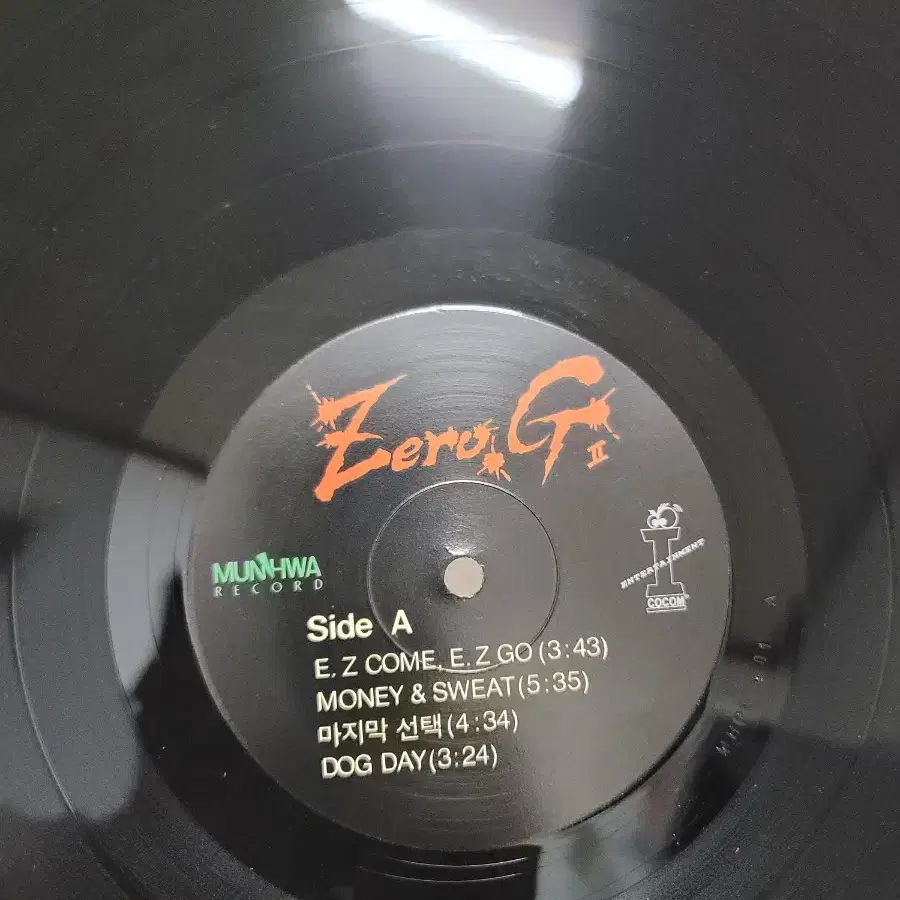 Zero.G
II
MUNHWA
RECORD
ENTERTAINMENT
COCOM
Side A
E. Z COME, E. Z GO (3:43)
MONEY & SWEAT (5:35)
마지막 선택 (4:34)
DOG DAY (3:24)